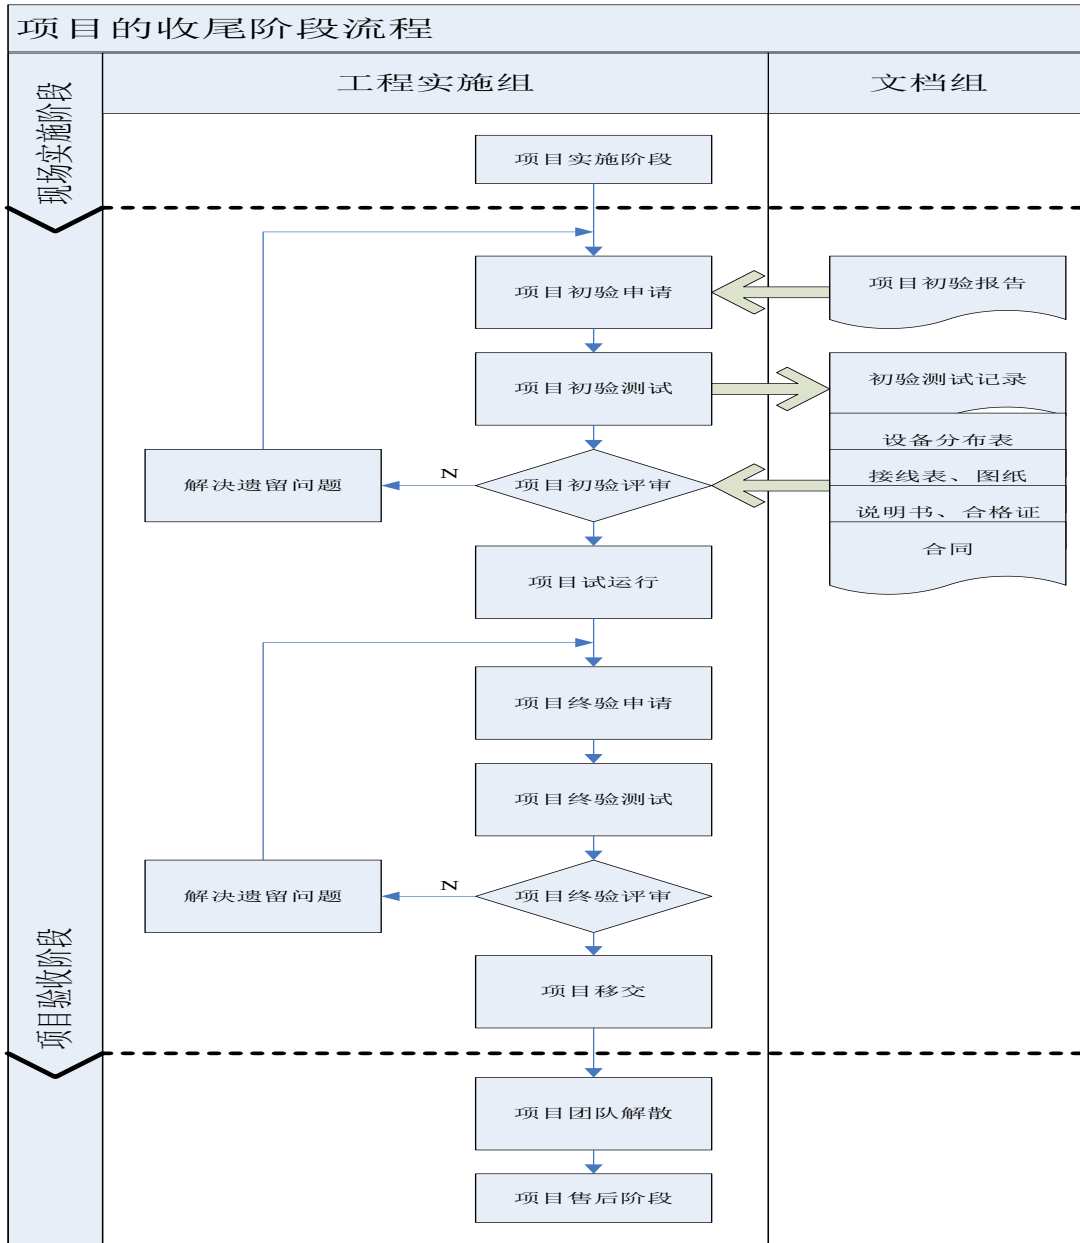 项目的收尾阶段流程
工程实施组
文档组
现场实施阶段
项目实施阶段
项目初验申请
项目初验报告
项目初验测试
初验测试记录
设备分布表
解决遗留问题
N
项目初验评审
接线表、图纸
说明书、合格证
合同
项目试运行
项目终验申请
项目终验测试
解决遗留问题
N
项目终验评审
项目验收阶段
项目移交
项目团队解散
项目售后阶段